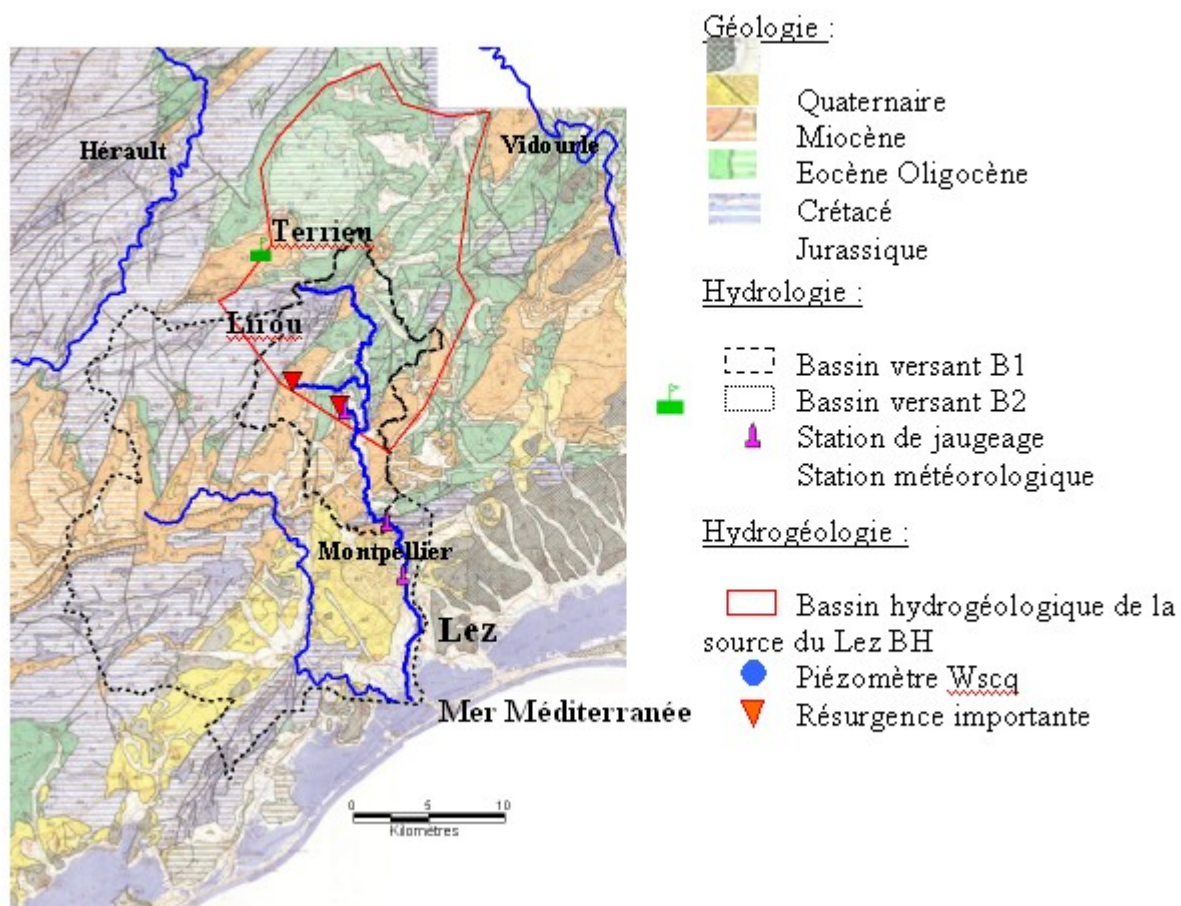 Hérault
Vidourle
Terrieu
Lirou
Montpellier
Lez
Mer Méditerranée
0 5 10
Kilomètres
Géologie :
Quaternaire
Miocène
Eocène Oligocène
Crétacé
Jurassique
Hydrologie :
Bassin versant B1
Bassin versant B2
Station de jaugeage
Station météorologique
Hydrogéologie :
Bassin hydrogéologique de la
source du Lez BH
Piézomètre Wscq
Résurgence importante